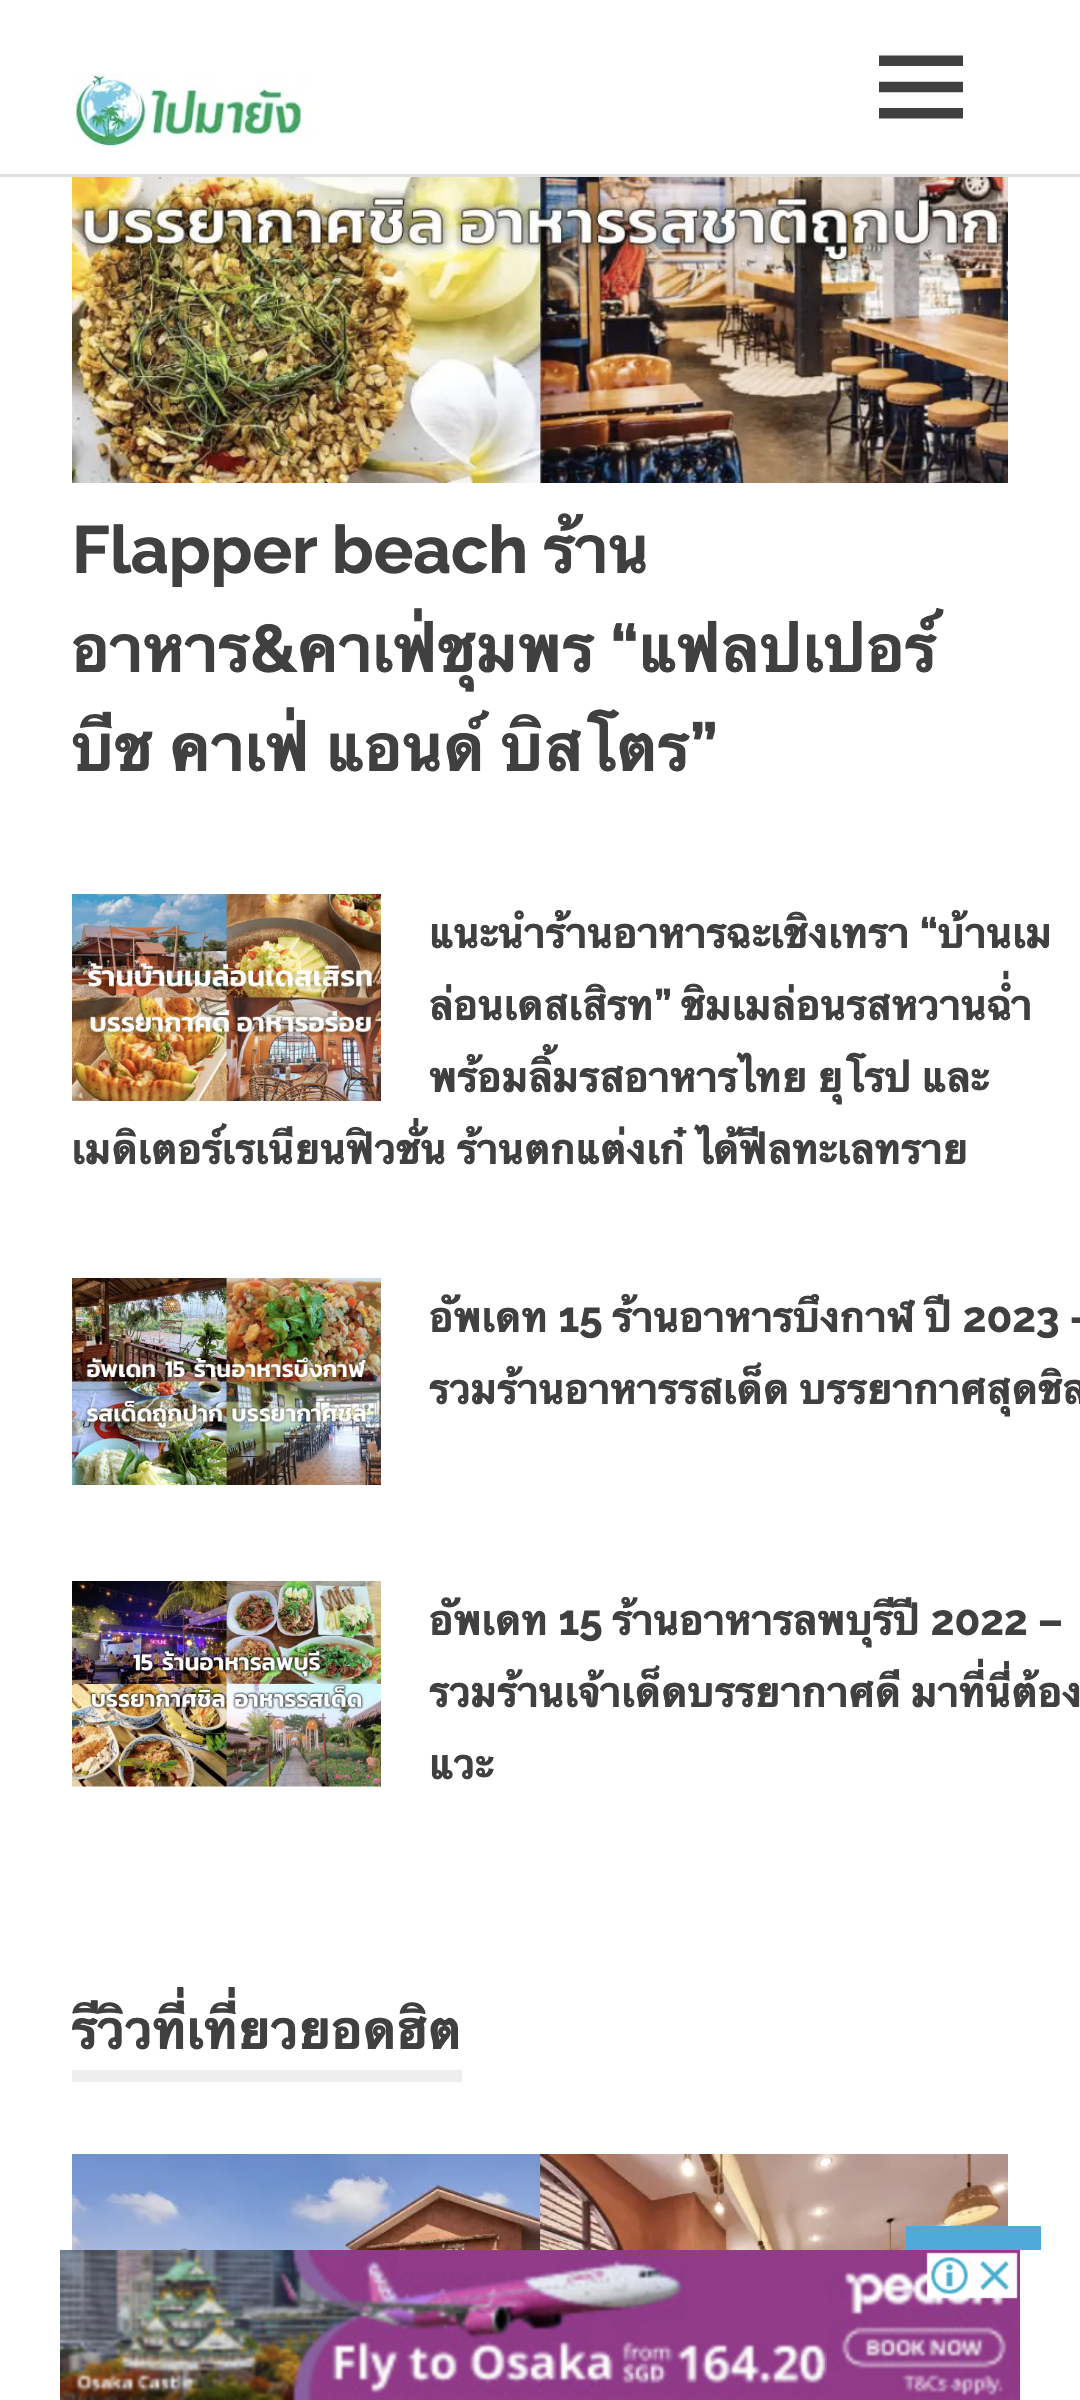 ไปมายัง
บรรยากาศชิล อาหารรสชาติถูกปาก
Flapper beach ร้าน
อาหาร&คาเฟ่ชุมพร “แฟลปเปอร์
บีช คาเฟ่ แอนด์ บิสโตร”
ร้านบ้านเมล่อนเดสเสิรท
บรรยากาศดี อาหารอร่อย
แนะนำร้านอาหารฉะเชิงเทรา “บ้านเม
ล่อนเดสเสิรท” ชิมเมล่อนรสหวานฉ่ำ
พร้อมลิ้มรสอาหารไทย ยุโรป และ
เมดิเตอร์เรเนียนฟิวชั่น ร้านตกแต่งเก๋ ได้ฟีลทะเลทราย
อัพเดท 15 ร้านอาหารบึงกาฬ
รสเด็ดถูกปาก บรรยากาศชิล
อัพเดท 15 ร้านอาหารบึงกาฬ ปี 2023 -
รวมร้านอาหารรสเด็ด บรรยากาศสุดชิล
15 ร้านอาหารลพบุรี
บรรยากาศชิล อาหารรสเด็ด
อัพเดท 15 ร้านอาหารลพบุรีปี 2022 –
รวมร้านเจ้าเด็ดบรรยากาศดี มาที่นี่ต้อง
แวะ
รีวิวที่เที่ยวยอดฮิต
peach
Fly to Osaka from SGD 164.20
BOOK NOW
Osaka Castle
T&Cs apply.